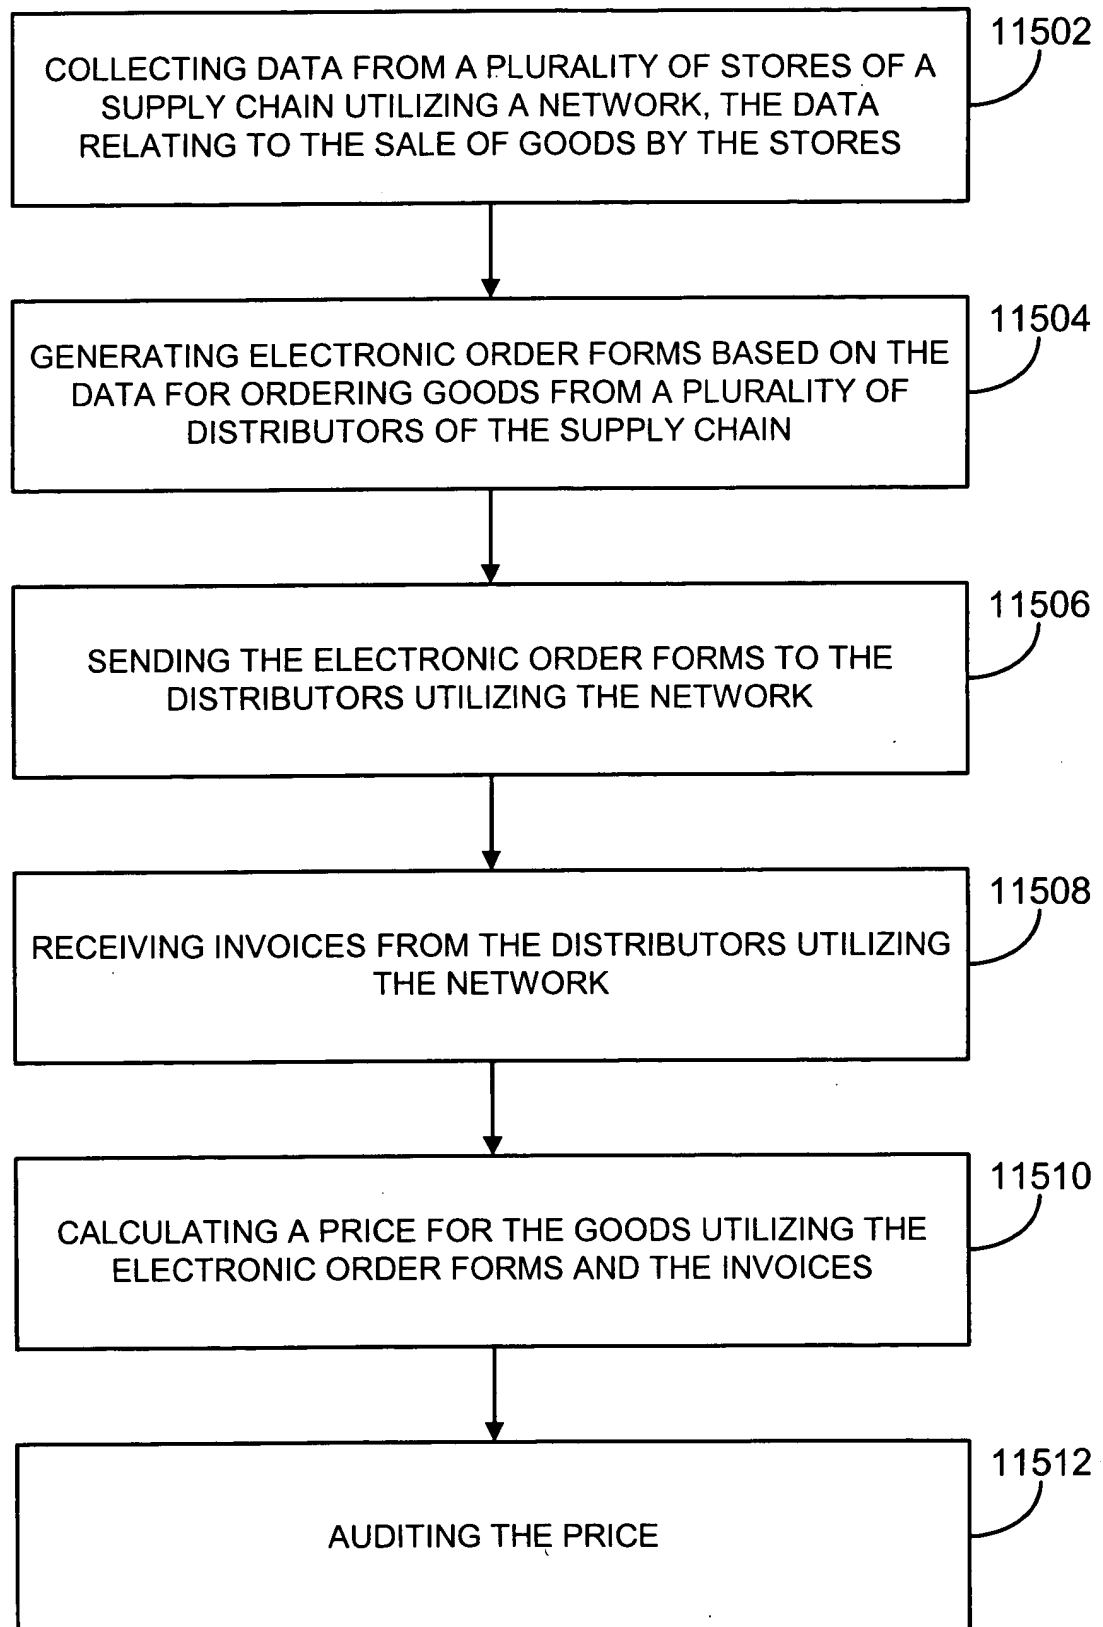 11502
COLLECTING DATA FROM A PLURALITY OF STORES OF A
SUPPLY CHAIN UTILIZING A NETWORK, THE DATA
RELATING TO THE SALE OF GOODS BY THE STORES
11504
GENERATING ELECTRONIC ORDER FORMS BASED ON THE
DATA FOR ORDERING GOODS FROM A PLURALITY OF
DISTRIBUTORS OF THE SUPPLY CHAIN
11506
SENDING THE ELECTRONIC ORDER FORMS TO THE
DISTRIBUTORS UTILIZING THE NETWORK
11508
RECEIVING INVOICES FROM THE DISTRIBUTORS UTILIZING
THE NETWORK
11510
CALCULATING A PRICE FOR THE GOODS UTILIZING THE
ELECTRONIC ORDER FORMS AND THE INVOICES
11512
AUDITING THE PRICE